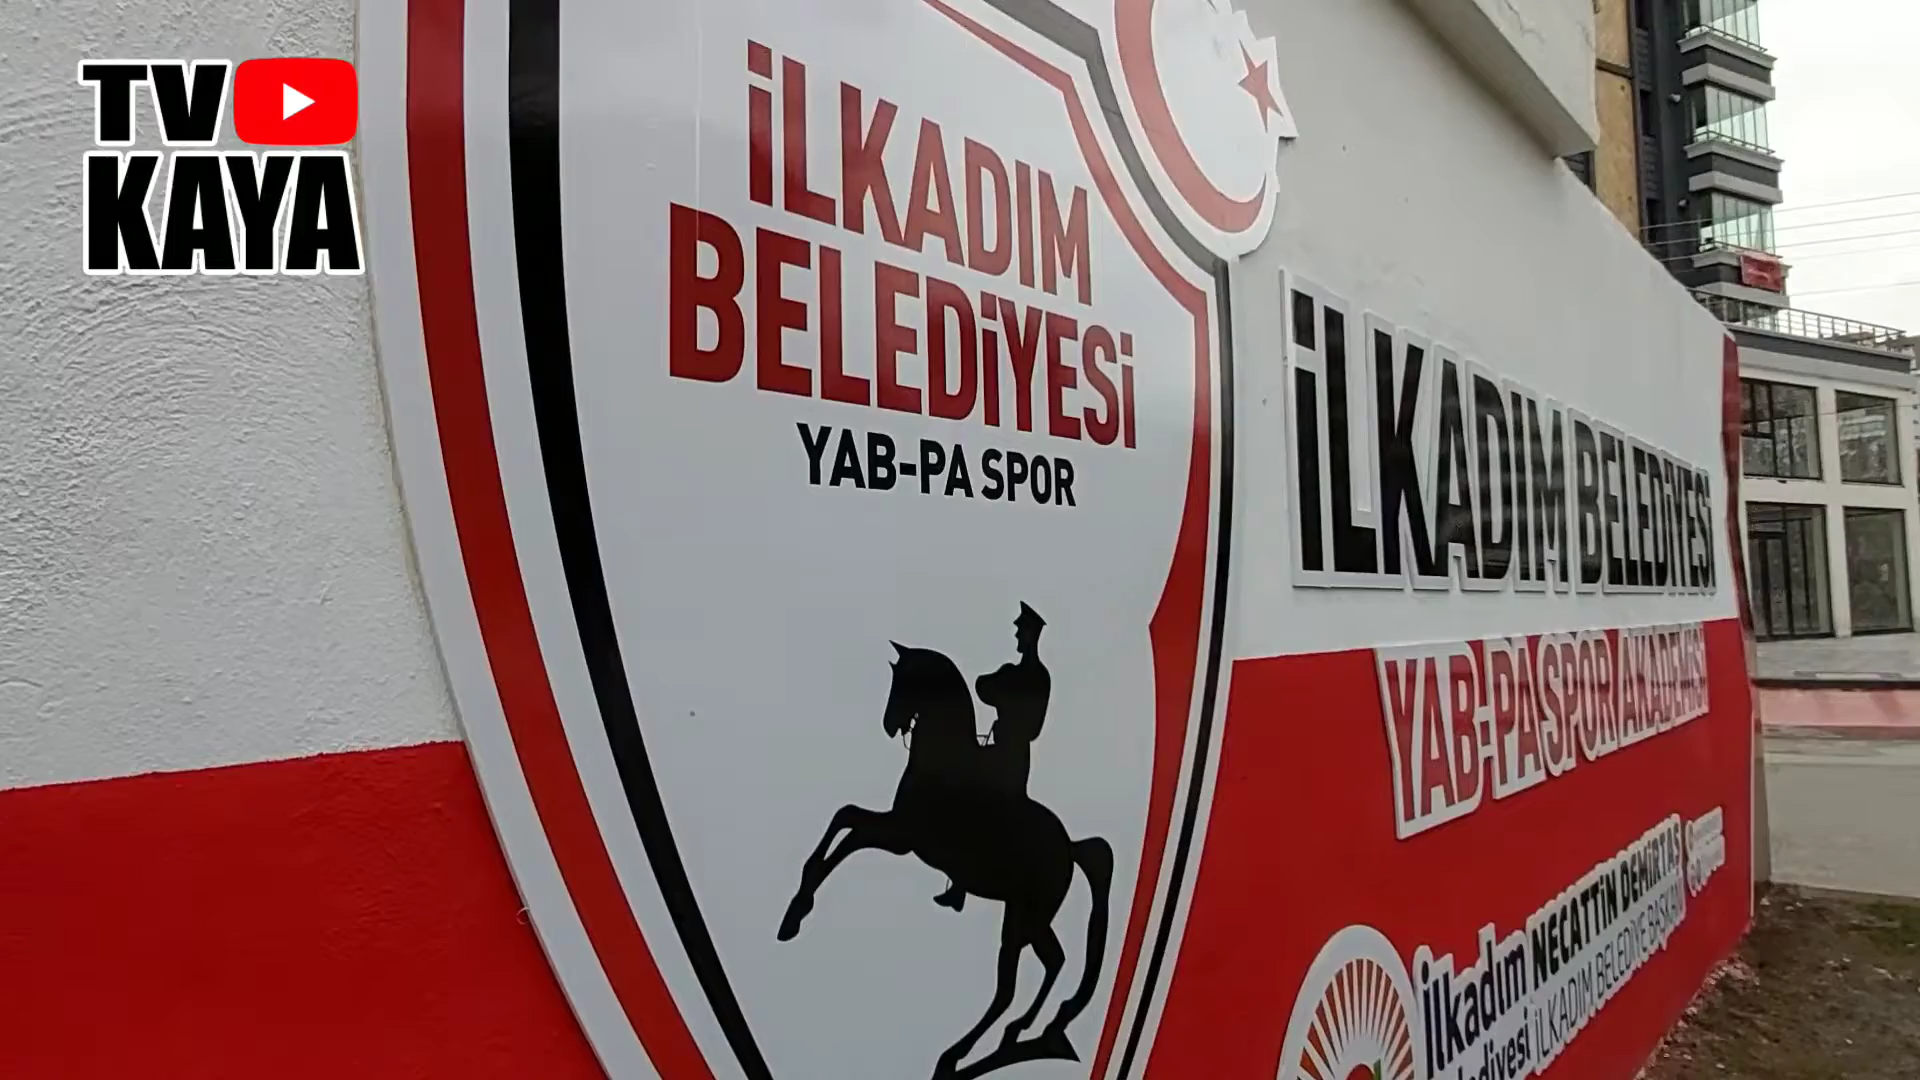 TV
KAYA
İLKADIM
BELEDİYESİ
YAB-PA SPOR
İLKADIM BELEDİYESİ
YAB-PA SPOR AKADEMİSİ
İlkadım NECATTİN DEMİRTAŞ
Belediyesi İLKADIM BELEDİYE BAŞKANI